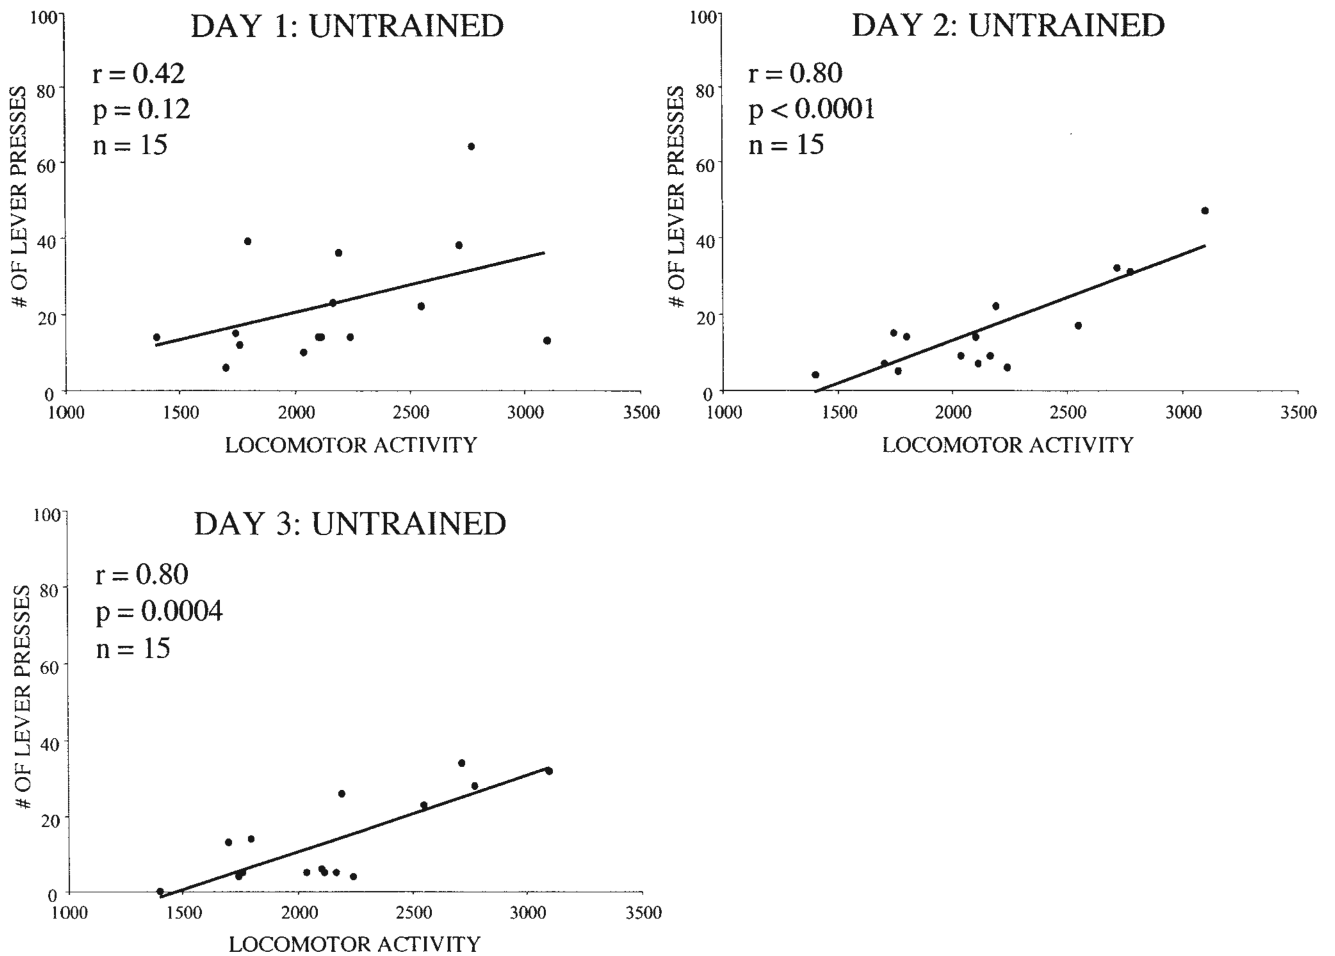 DAY 1: UNTRAINED
r = 0.42
p = 0.12
n = 15
# OF LEVER PRESSES
100
80
60
40
20
0
1000 1500 2000 2500 3000 3500
LOCOMOTOR ACTIVITY
DAY 2: UNTRAINED
r = 0.80
p < 0.0001
n = 15
# OF LEVER PRESSES
100
80
60
40
20
0
1000 1500 2000 2500 3000 3500
LOCOMOTOR ACTIVITY
DAY 3: UNTRAINED
r = 0.80
p = 0.0004
n = 15
# OF LEVER PRESSES
100
80
60
40
20
0
1000 1500 2000 2500 3000 3500
LOCOMOTOR ACTIVITY